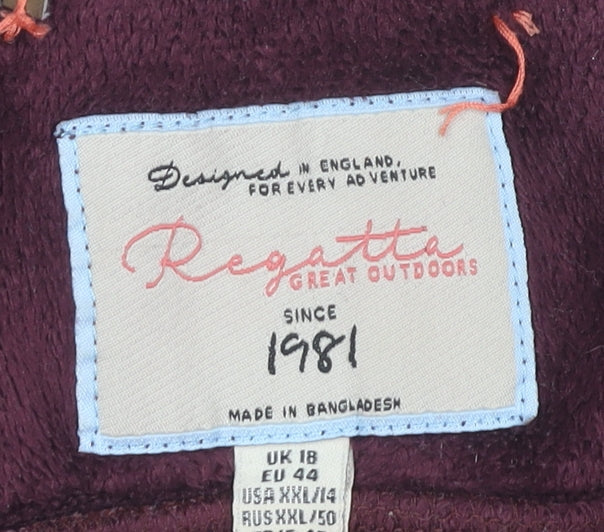 Designed IN ENGLAND,
FOR EVERY ADVENTURE
Regatta
GREAT OUTDOORS
SINCE
1981
MADE IN BANGLADESH
UK 18
EU 44
USA XXL/14
RUS XXL/50